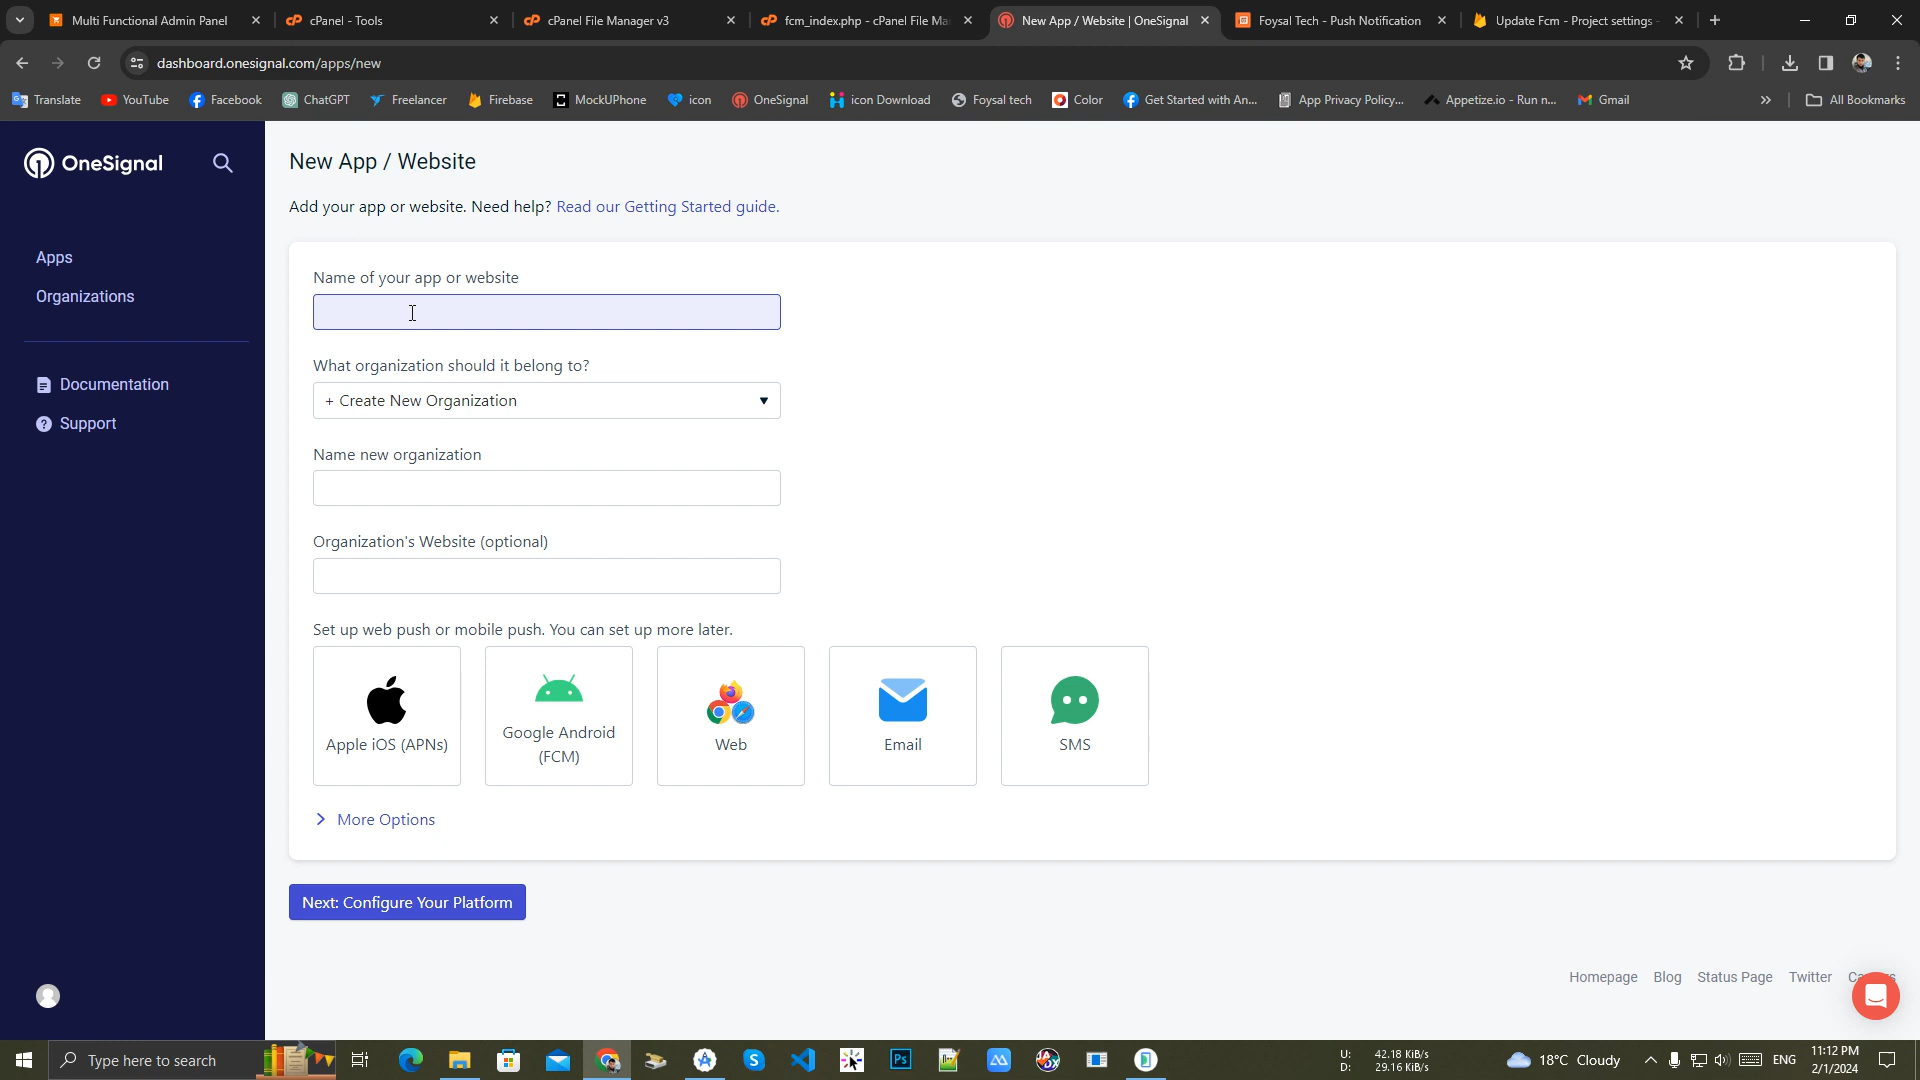 Multi Functional Admin Panel
cPanel - Tools
cPanel File Manager v3
fcm_index.php - cPanel File Ma
New App / Website | OneSignal
Foysal Tech - Push Notification
Update Fcm - Project settings -
dashboard.onesignal.com/apps/new
Translate
YouTube
Facebook
ChatGPT
Freelancer
Firebase
MockUPhone
icon
OneSignal
icon Download
Foysal tech
Color
Get Started with An...
App Privacy Policy...
Appetize.io - Run n...
Gmail
»
All Bookmarks
OneSignal
Apps
Organizations
Documentation
Support
New App / Website
Add your app or website. Need help? Read our Getting Started guide.
Name of your app or website
What organization should it belong to?
+ Create New Organization
Name new organization
Organization's Website (optional)
Set up web push or mobile push. You can set up more later.
Apple iOS (APNs)
Google Android
(FCM)
Web
Email
SMS
More Options
Next: Configure Your Platform
Homepage
Blog
Status Page
Twitter
Type here to search
Ps
U: 42.18 KiB/s
D: 29.16 KiB/s
18°C Cloudy
ENG
11:12 PM
2/1/2024